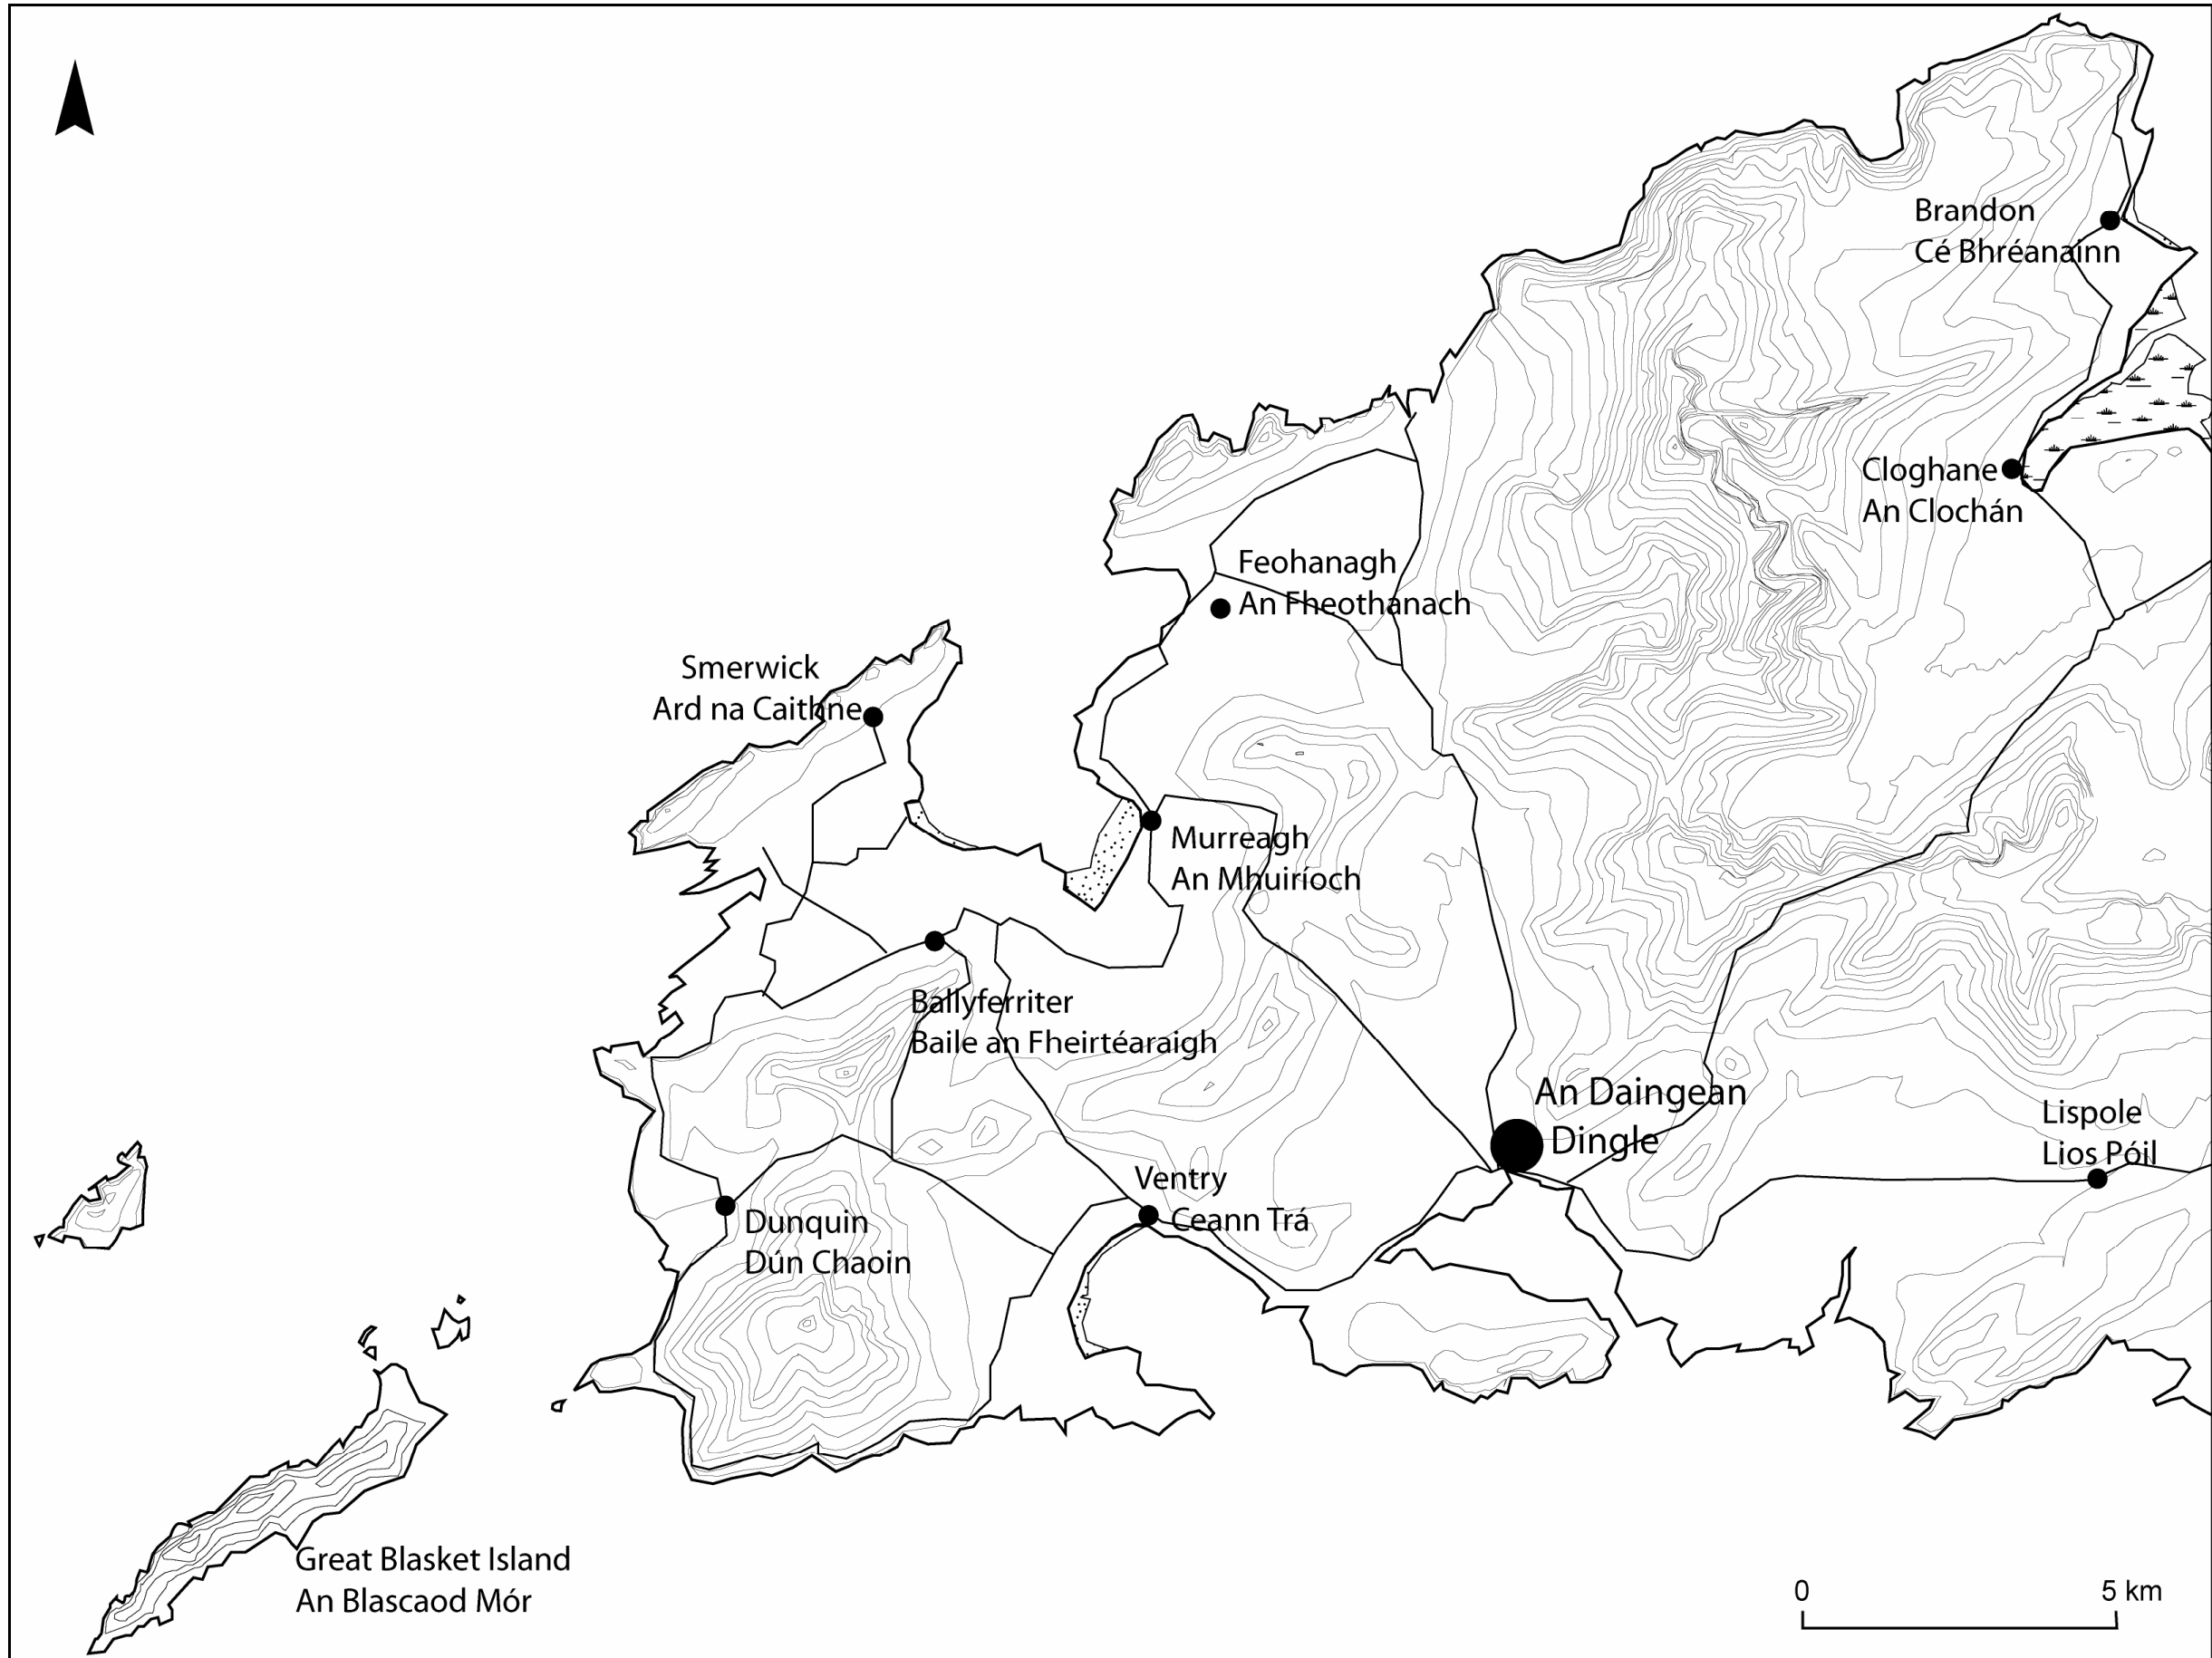 Brandon
Cé Bhréanainn
Cloghane
An Clochán
Feohanagh
An Fheothanach
Smerwick
Ard na Caithne
Murreagh
An Mhuiríoch
Ballyferriter
Baile an Fheirtéaraigh
An Daingean
Dingle
Lispole
Lios Póil
Ventry
Ceann Trá
Dunquin
Dún Chaoin
Great Blasket Island
An Blascaod Mór
0 5 km